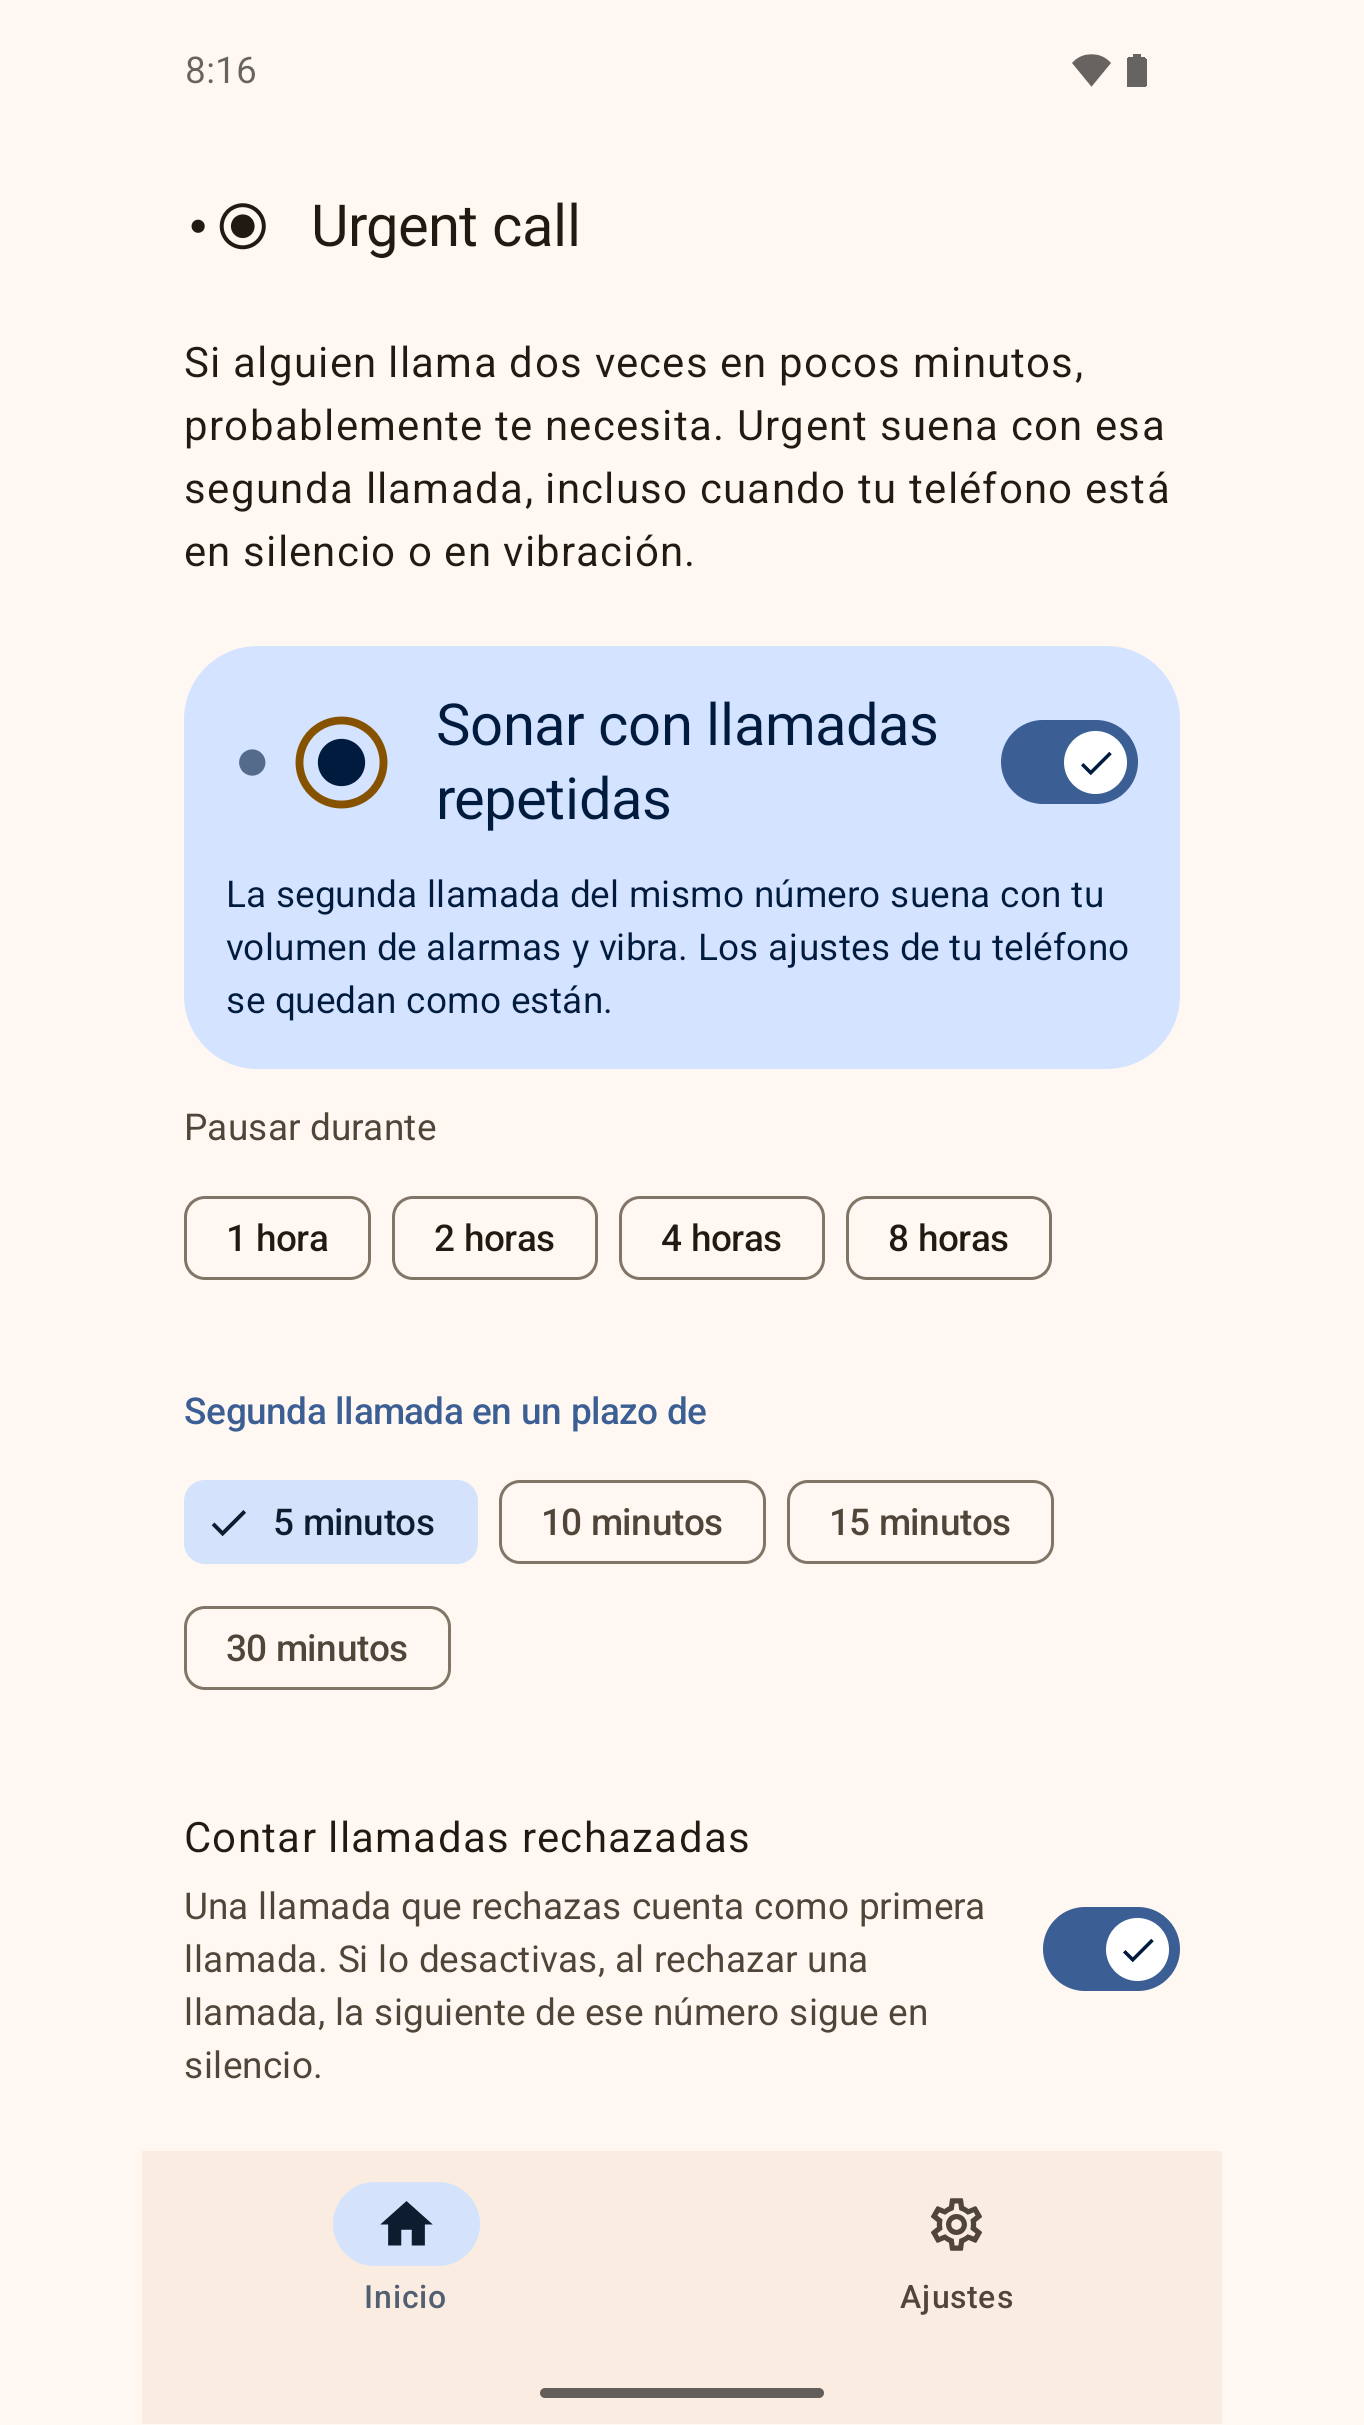 8:16
Urgent call
Si alguien llama dos veces en pocos minutos,
probablemente te necesita. Urgent suena con esa
segunda llamada, incluso cuando tu teléfono está
en silencio o en vibración.
Sonar con llamadas
repetidas
La segunda llamada del mismo número suena con tu
volumen de alarmas y vibra. Los ajustes de tu teléfono
se quedan como están.
Pausar durante
1 hora
2 horas
4 horas
8 horas
Segunda llamada en un plazo de
5 minutos
10 minutos
15 minutos
30 minutos
Contar llamadas rechazadas
Una llamada que rechazas cuenta como primera
llamada. Si lo desactivas, al rechazar una
llamada, la siguiente de ese número sigue en
silencio.
Inicio
Ajustes